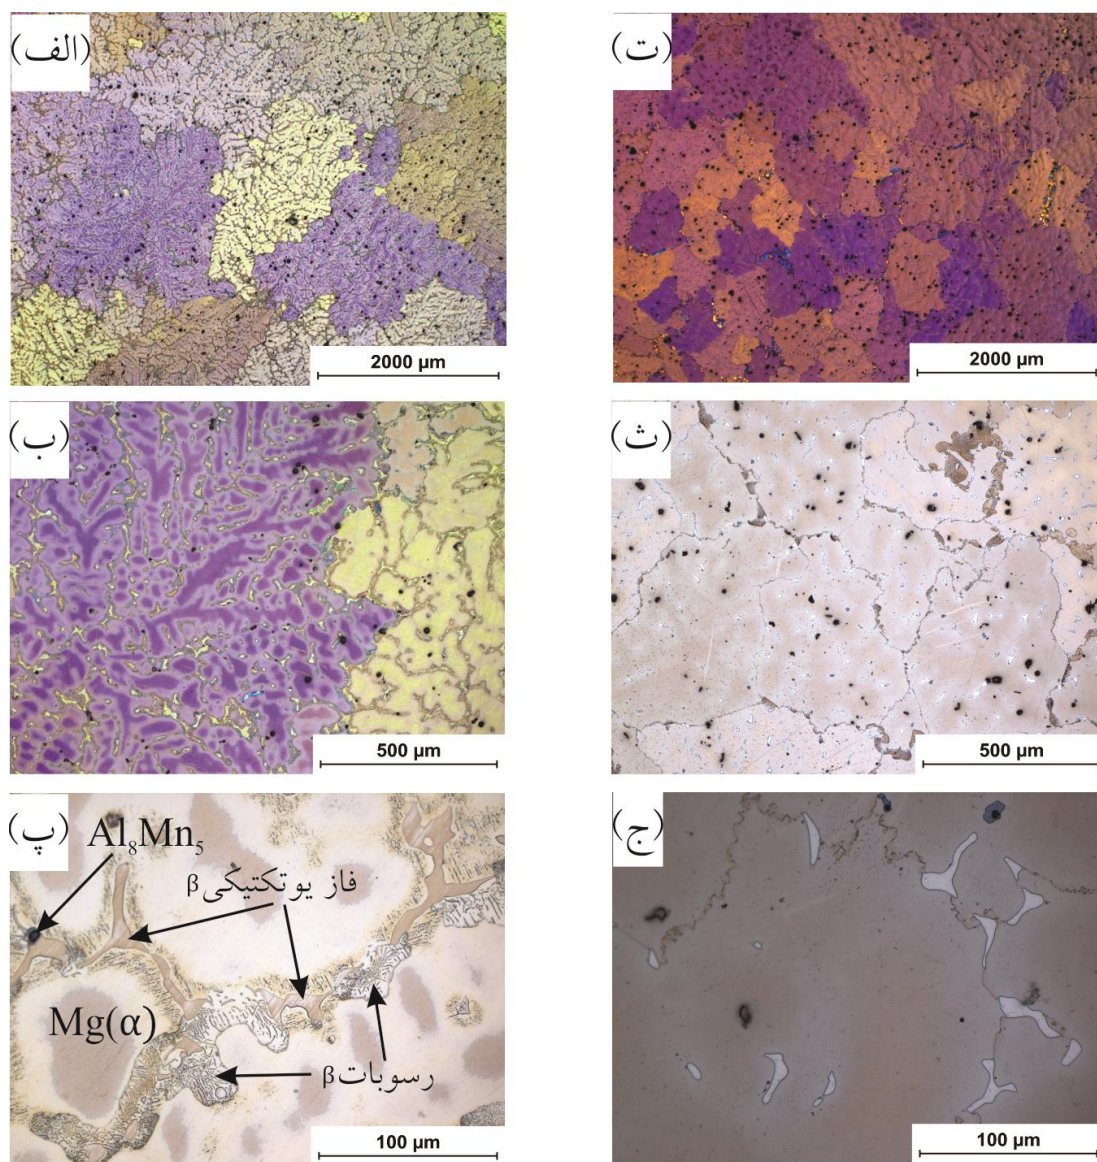 (الف)
(ت)
2000 µm
2000 µm
(ب)
(ث)
500 µm
500 µm
(پ)
(ج)
Al₈Mn₅
فاز یوتکتیکی β
Mg(α)
رسوبات β
100 µm
100 µm